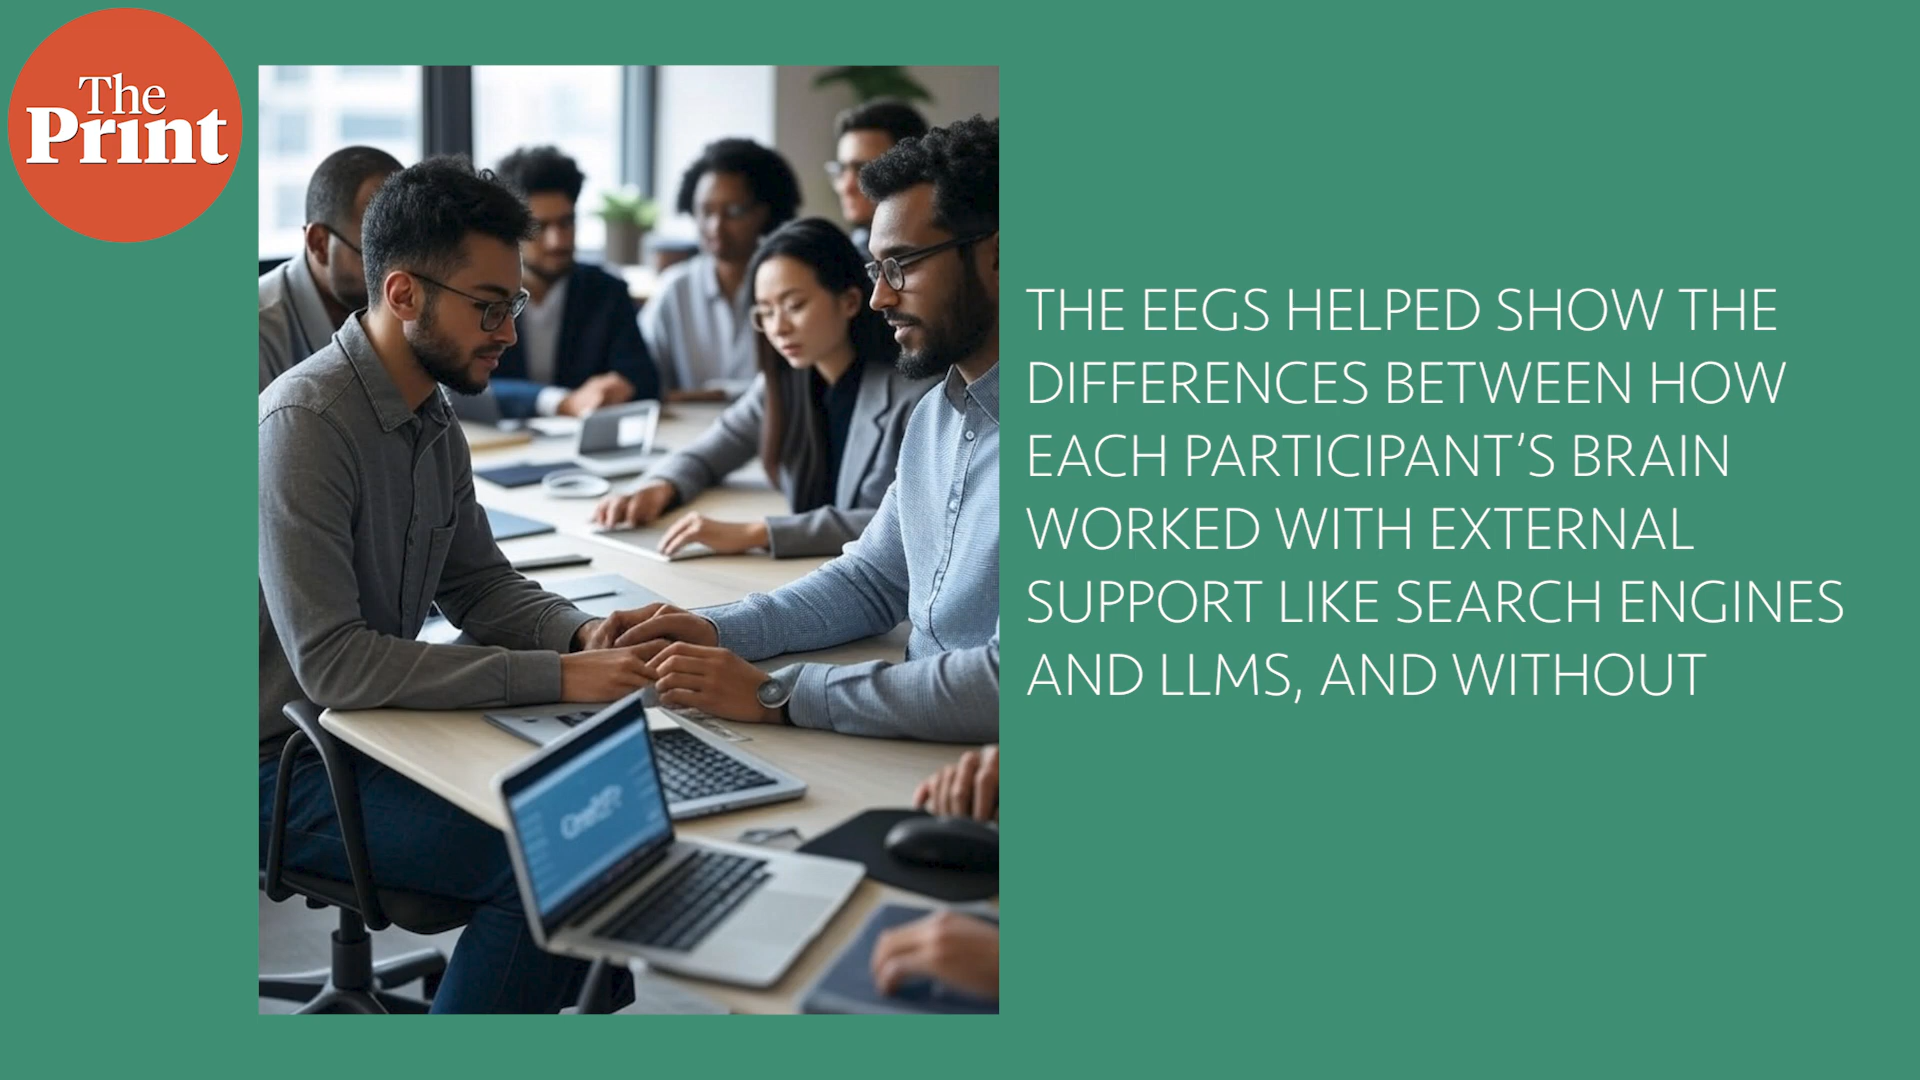 The
Print
THE EEGS HELPED SHOW THE
DIFFERENCES BETWEEN HOW
EACH PARTICIPANT'S BRAIN
WORKED WITH EXTERNAL
SUPPORT LIKE SEARCH ENGINES
AND LLMS, AND WITHOUT